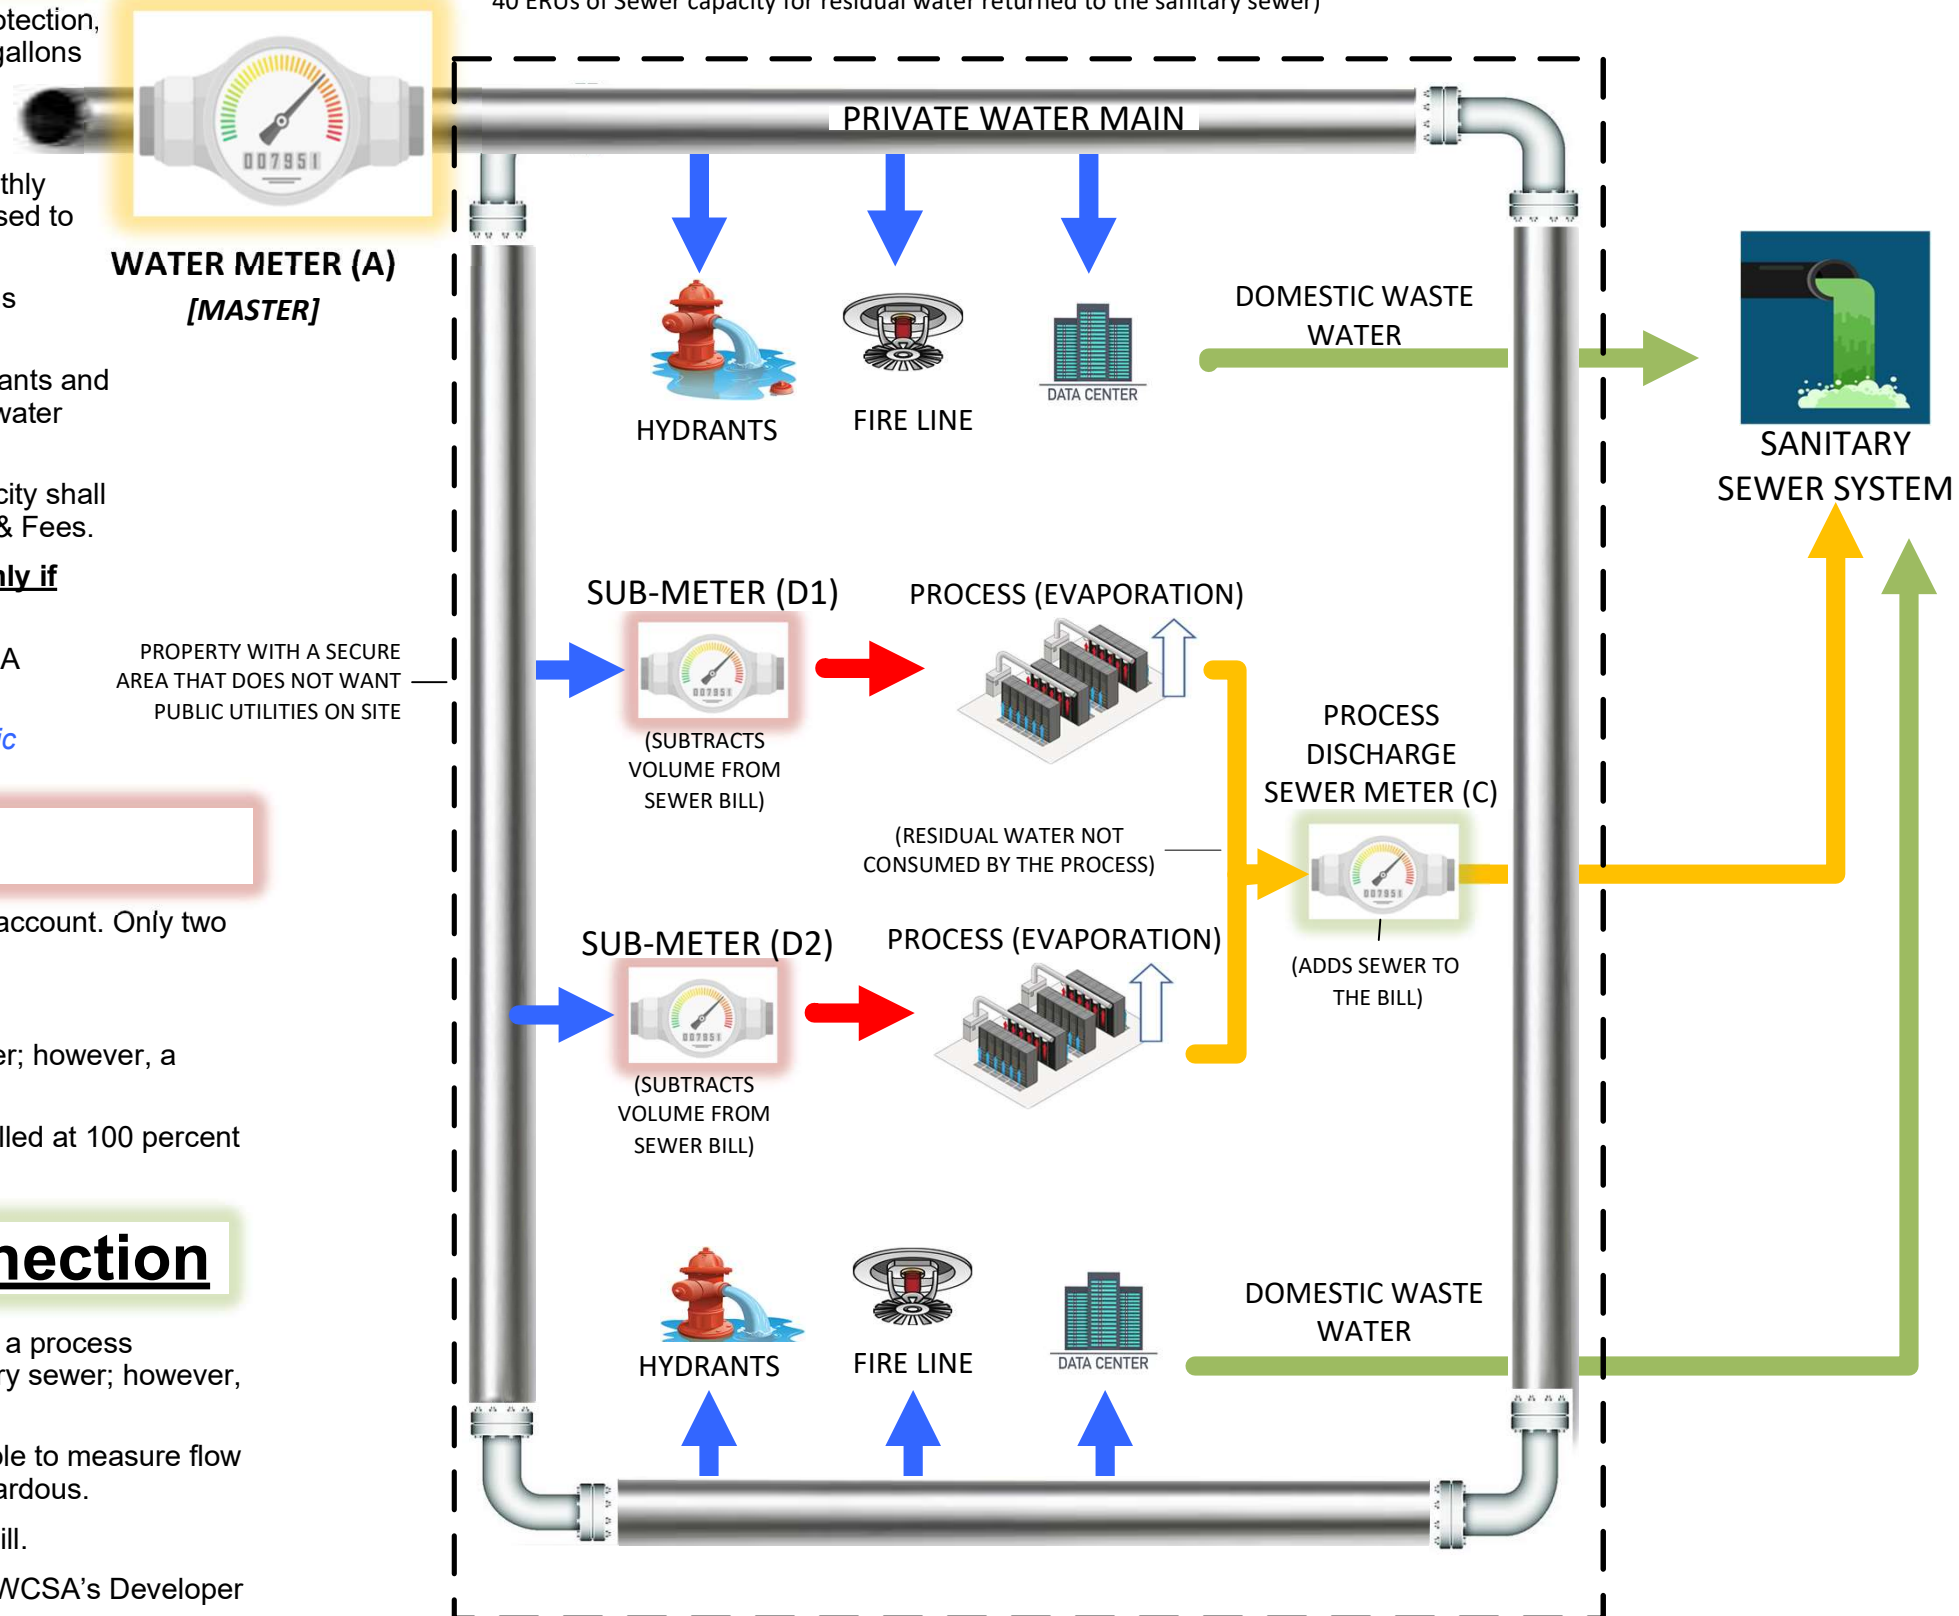 40 ERUs of Sewer capacity for residual water returned to the sanitary sewer)
otection,
gallons
thly
sed to
s
ants and
water
city shall
& Fees.
nly if
A
ic
account. Only two
er; however, a
lled at 100 percent
nection
a process
ry sewer; however,
ble to measure flow
ardous.
ill.
WCSA's Developer
007951
WATER METER (A)
[MASTER]
PRIVATE WATER MAIN
HYDRANTS
FIRE LINE
DATA CENTER
DOMESTIC WASTE
WATER
SANITARY
SEWER SYSTEM
PROPERTY WITH A SECURE
AREA THAT DOES NOT WANT
PUBLIC UTILITIES ON SITE
SUB-METER (D1)
007951
(SUBTRACTS
VOLUME FROM
SEWER BILL)
PROCESS (EVAPORATION)
PROCESS
DISCHARGE
SEWER METER (C)
007951
(ADDS SEWER TO
THE BILL)
(RESIDUAL WATER NOT
CONSUMED BY THE PROCESS)
SUB-METER (D2)
007951
(SUBTRACTS
VOLUME FROM
SEWER BILL)
PROCESS (EVAPORATION)
HYDRANTS
FIRE LINE
DATA CENTER
DOMESTIC WASTE
WATER